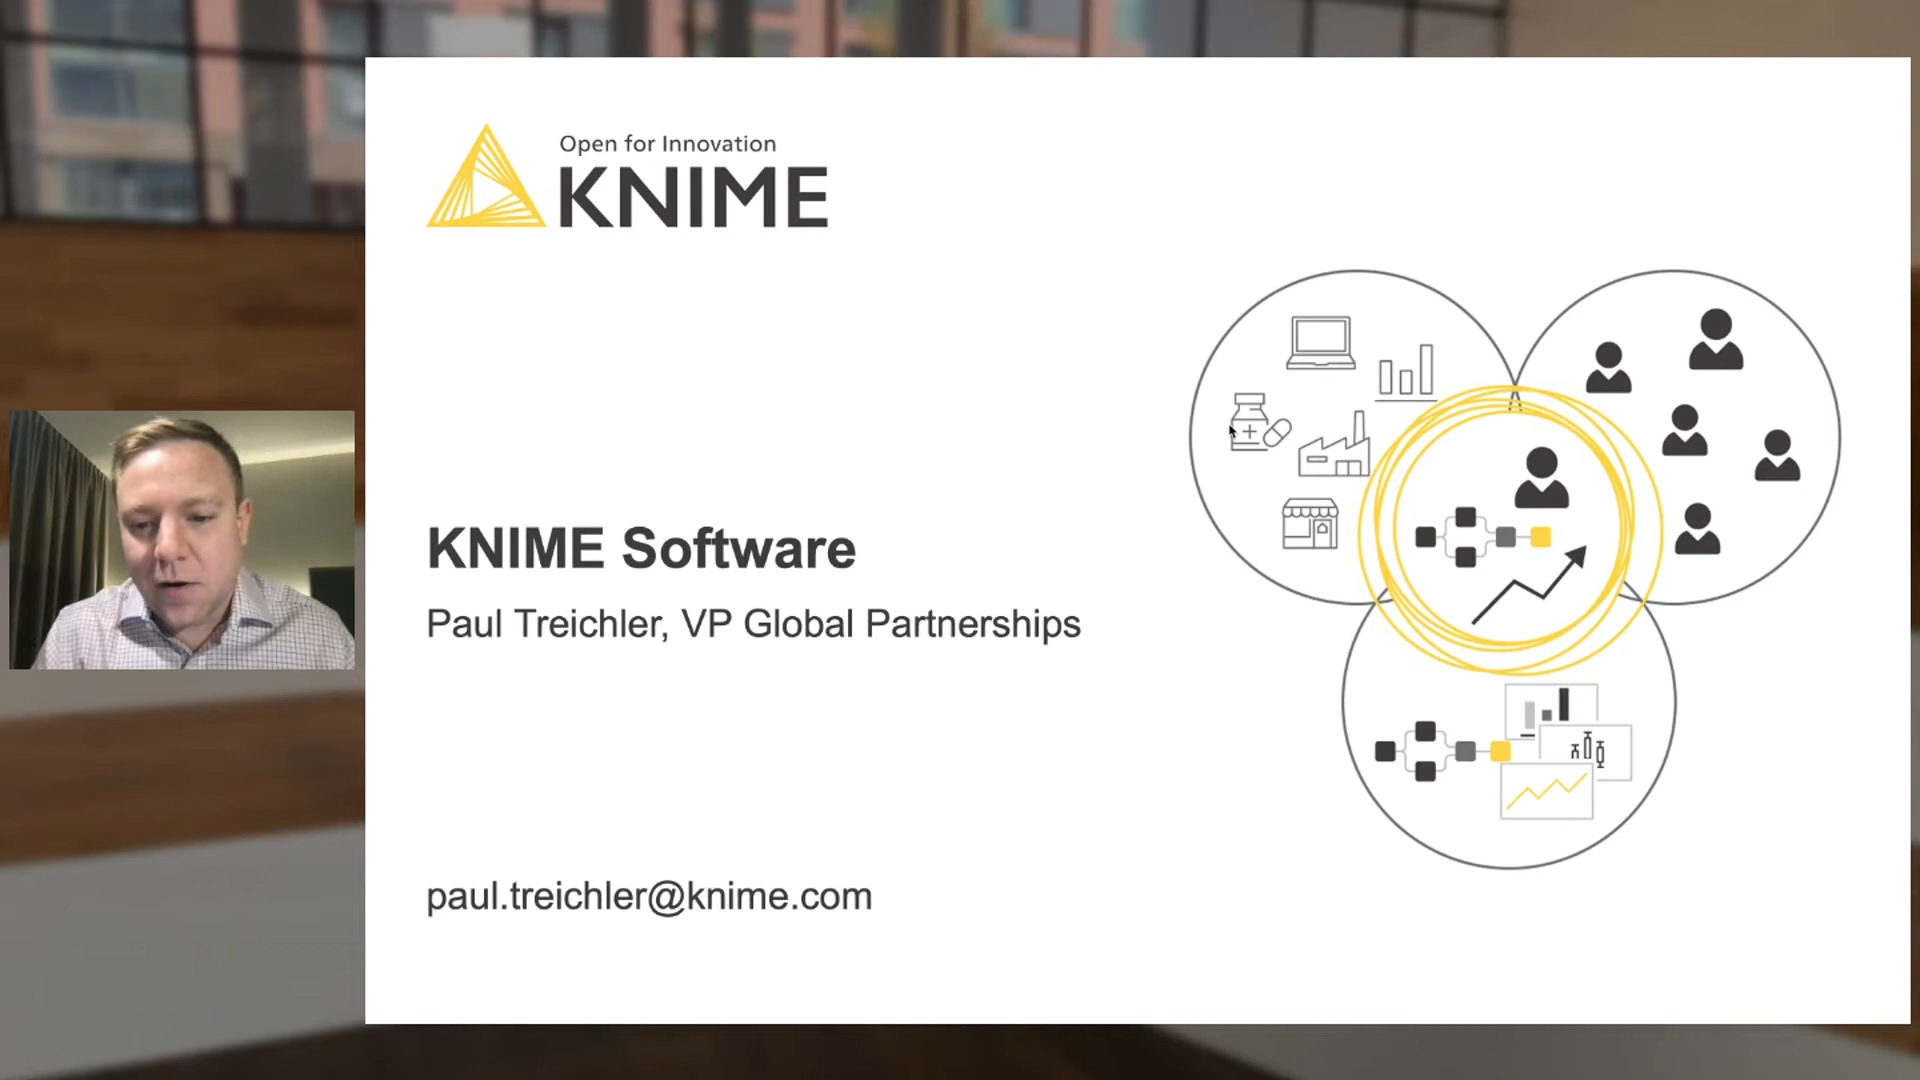 Open for Innovation
KNIME
KNIME Software
Paul Treichler, VP Global Partnerships
paul.treichler@knime.com